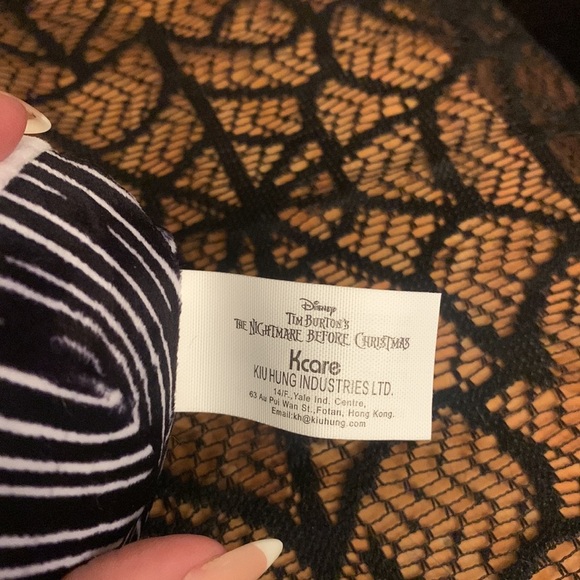 Disney
TIM BURTON'S
THE NIGHTMARE BEFORE CHRISTMAS
Kcare
KIU HUNG INDUSTRIES LTD.
14/F., Yale Ind. Centre,
63 Au Pui Wan St., Fotan, Hong Kong.
Email:kh@kiuhung.com